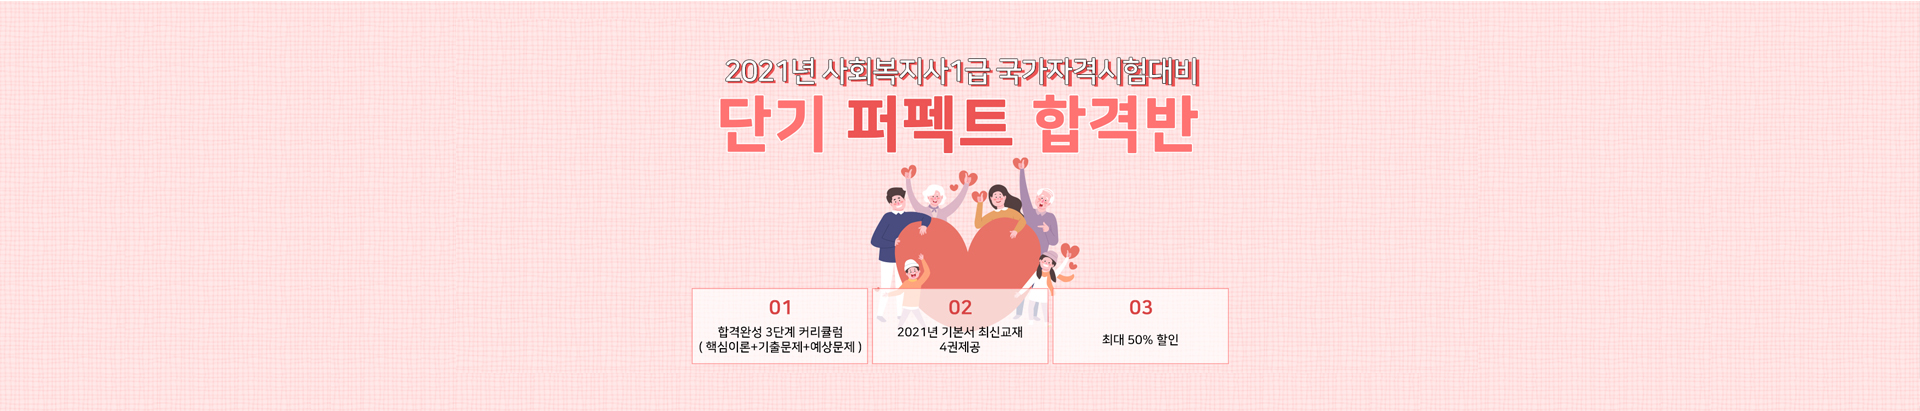 2021년 사회복지사1급 국가자격시험대비
단기 퍼펙트 합격반
01
합격완성 3단계 커리큘럼
( 핵심이론+기출문제+예상문제 )
02
2021년 기본서 최신교재
4권제공
03
최대 50% 할인